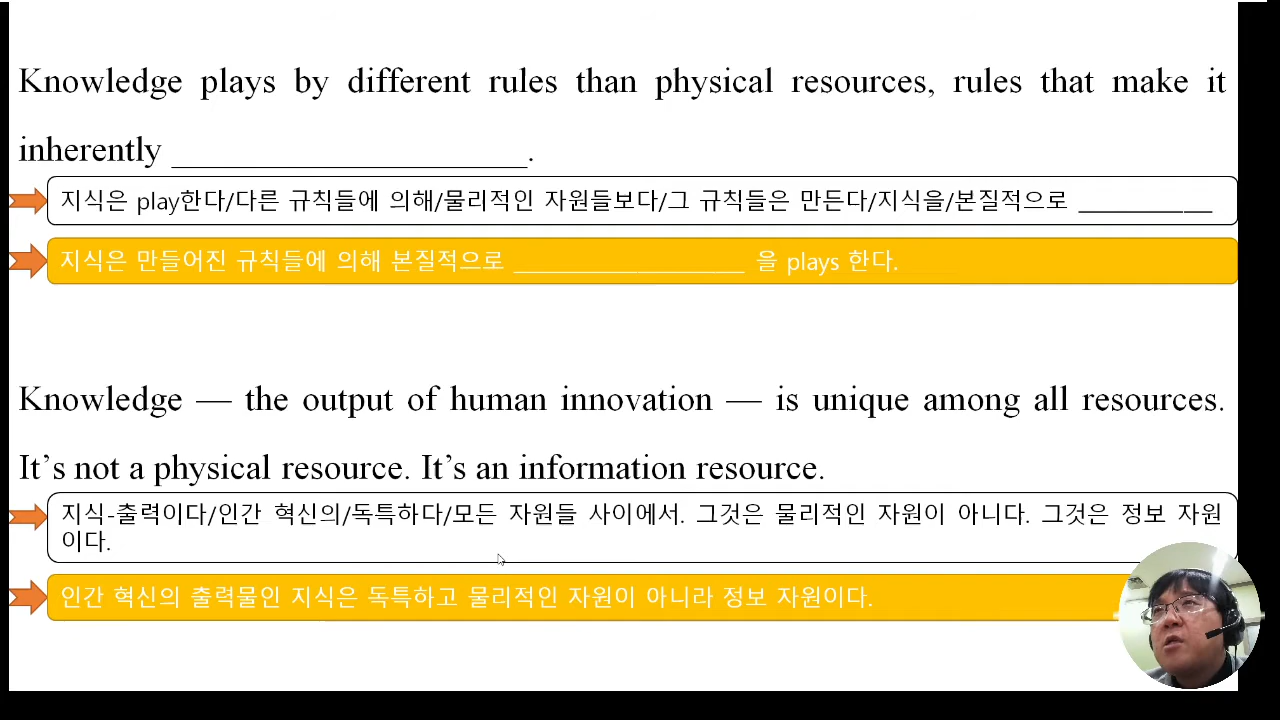 Knowledge plays by different rules than physical resources, rules that make it
inherently ____________________.
지식은 play한다/다른 규칙들에 의해/물리적인 자원들보다/그 규칙들은 만든다/지식을/본질적으로 ___________
지식은 만들어진 규칙들에 의해 본질적으로 ___________________ 을 plays 한다.
Knowledge — the output of human innovation — is unique among all resources.
It’s not a physical resource. It’s an information resource.
지식-출력이다/인간 혁신의/독특하다/모든 자원들 사이에서. 그것은 물리적인 자원이 아니다. 그것은 정보 자원
이다.
인간 혁신의 출력물인 지식은 독특하고 물리적인 자원이 아니라 정보 자원이다.